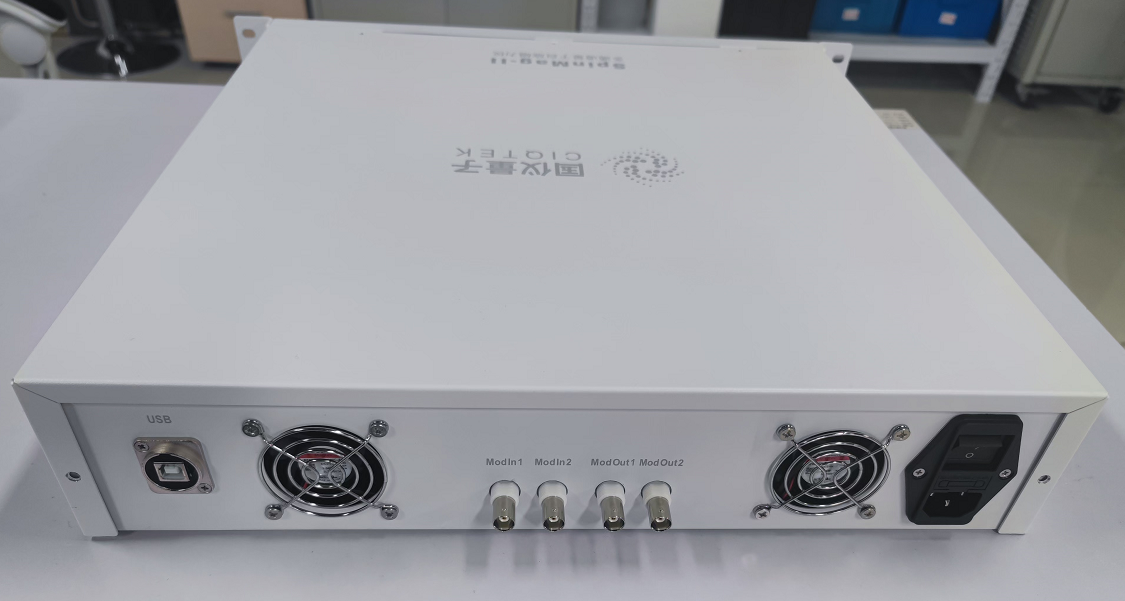 SpinMag-II
国仪量子
CIQTEK
USB
ModIn1 ModIn2 ModOut1 ModOut2